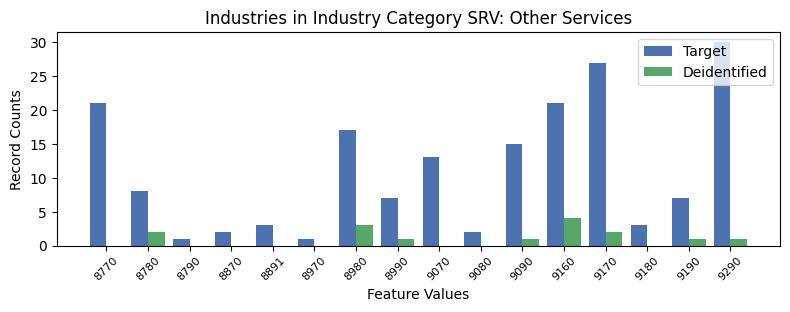 Industries in Industry Category SRV: Other Services
Record Counts
30
25
20
15
10
5
0
Target
Deidentified
8770 8780 8790 8870 8891 8970 8980 8990 9070 9080 9090 9160 9170 9180 9190 9290
Feature Values